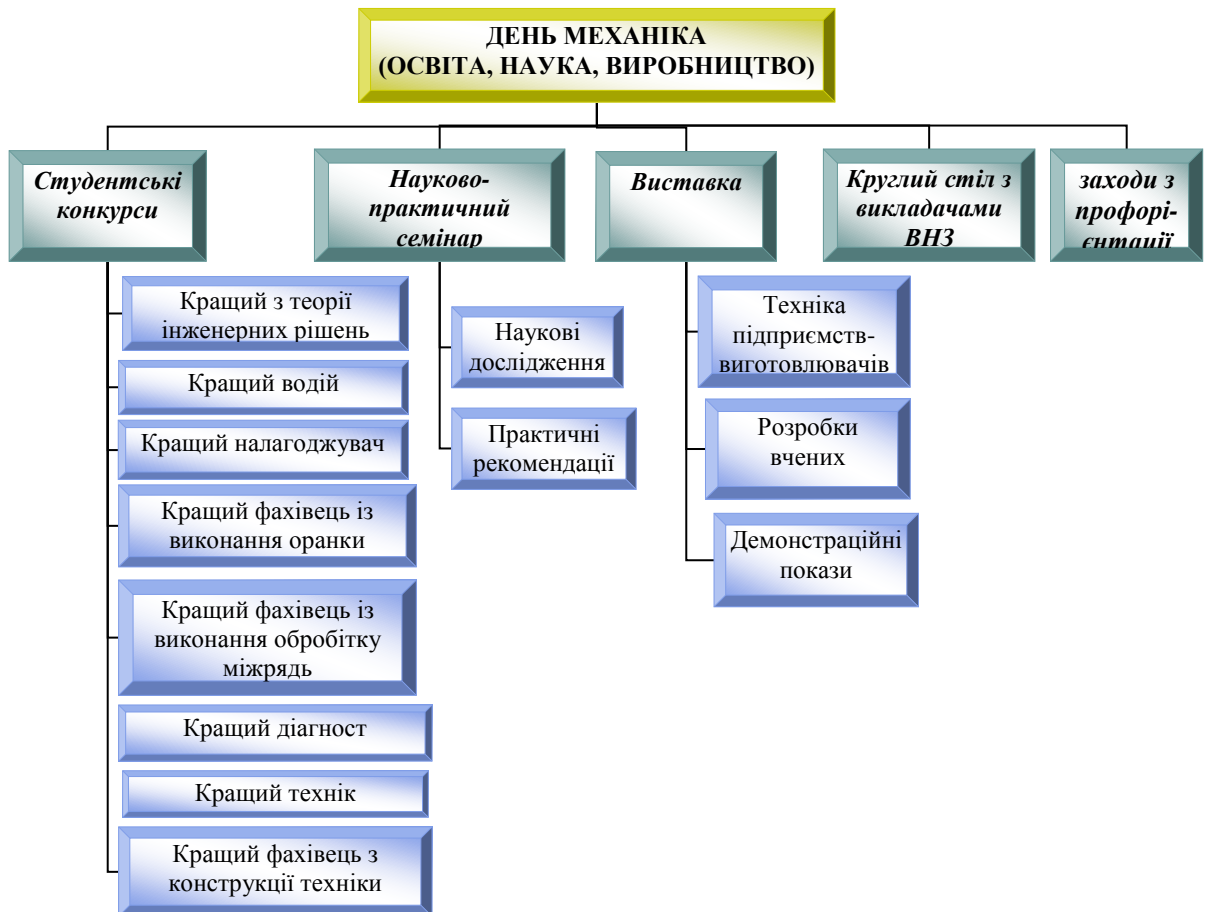 ДЕНЬ МЕХАНІКА
(ОСВІТА, НАУКА, ВИРОБНИЦТВО)
Студентські
конкурси
Науково-
практичний
семінар
Виставка
Круглий стіл з
викладачами
ВНЗ
заходи з
профорі-
єнтації
Кращий з теорії
інженерних рішень
Кращий водій
Кращий налагоджувач
Кращий фахівець із
виконання оранки
Кращий фахівець із
виконання обробітку
міжрядь
Кращий діагност
Кращий технік
Кращий фахівець з
конструкції техніки
Наукові
дослідження
Практичні
рекомендації
Техніка
підприємств-
виготовлювачів
Розробки
вчених
Демонстраційні
покази